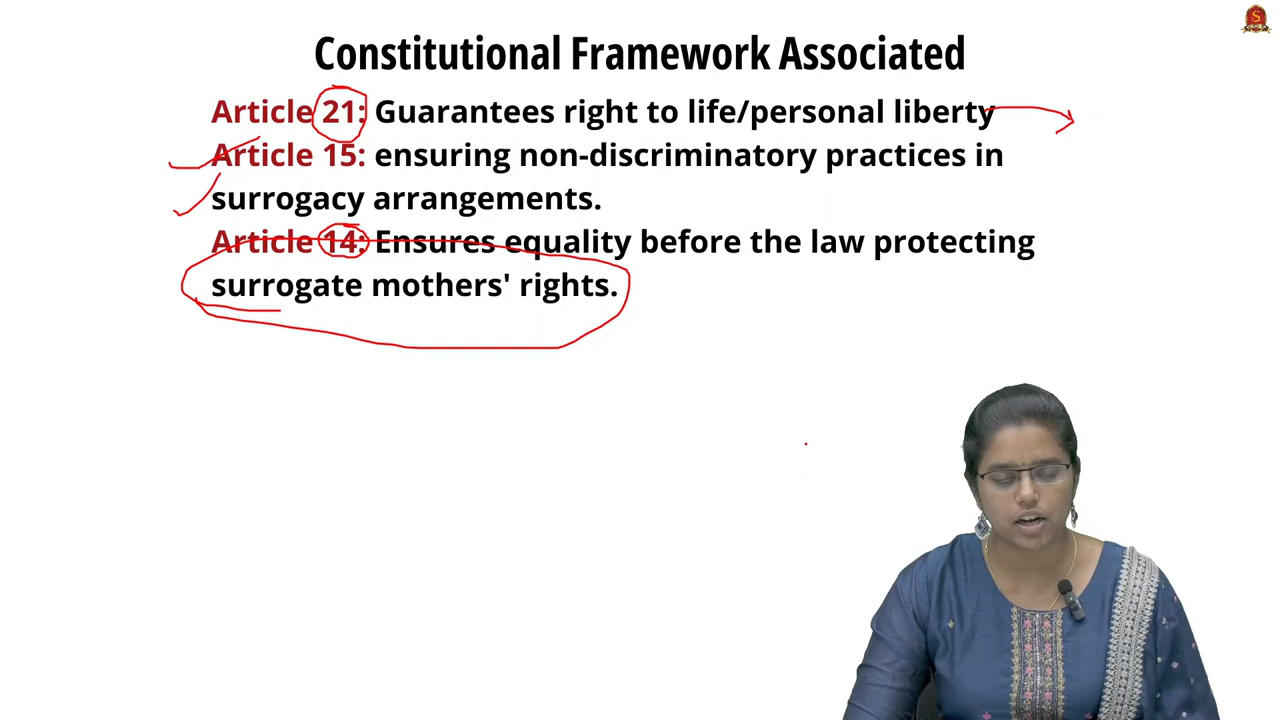 Constitutional Framework Associated
Article 21: Guarantees right to life/personal liberty
Article 15: ensuring non-discriminatory practices in
surrogacy arrangements.
Article 14: Ensures equality before the law protecting
surrogate mothers' rights.